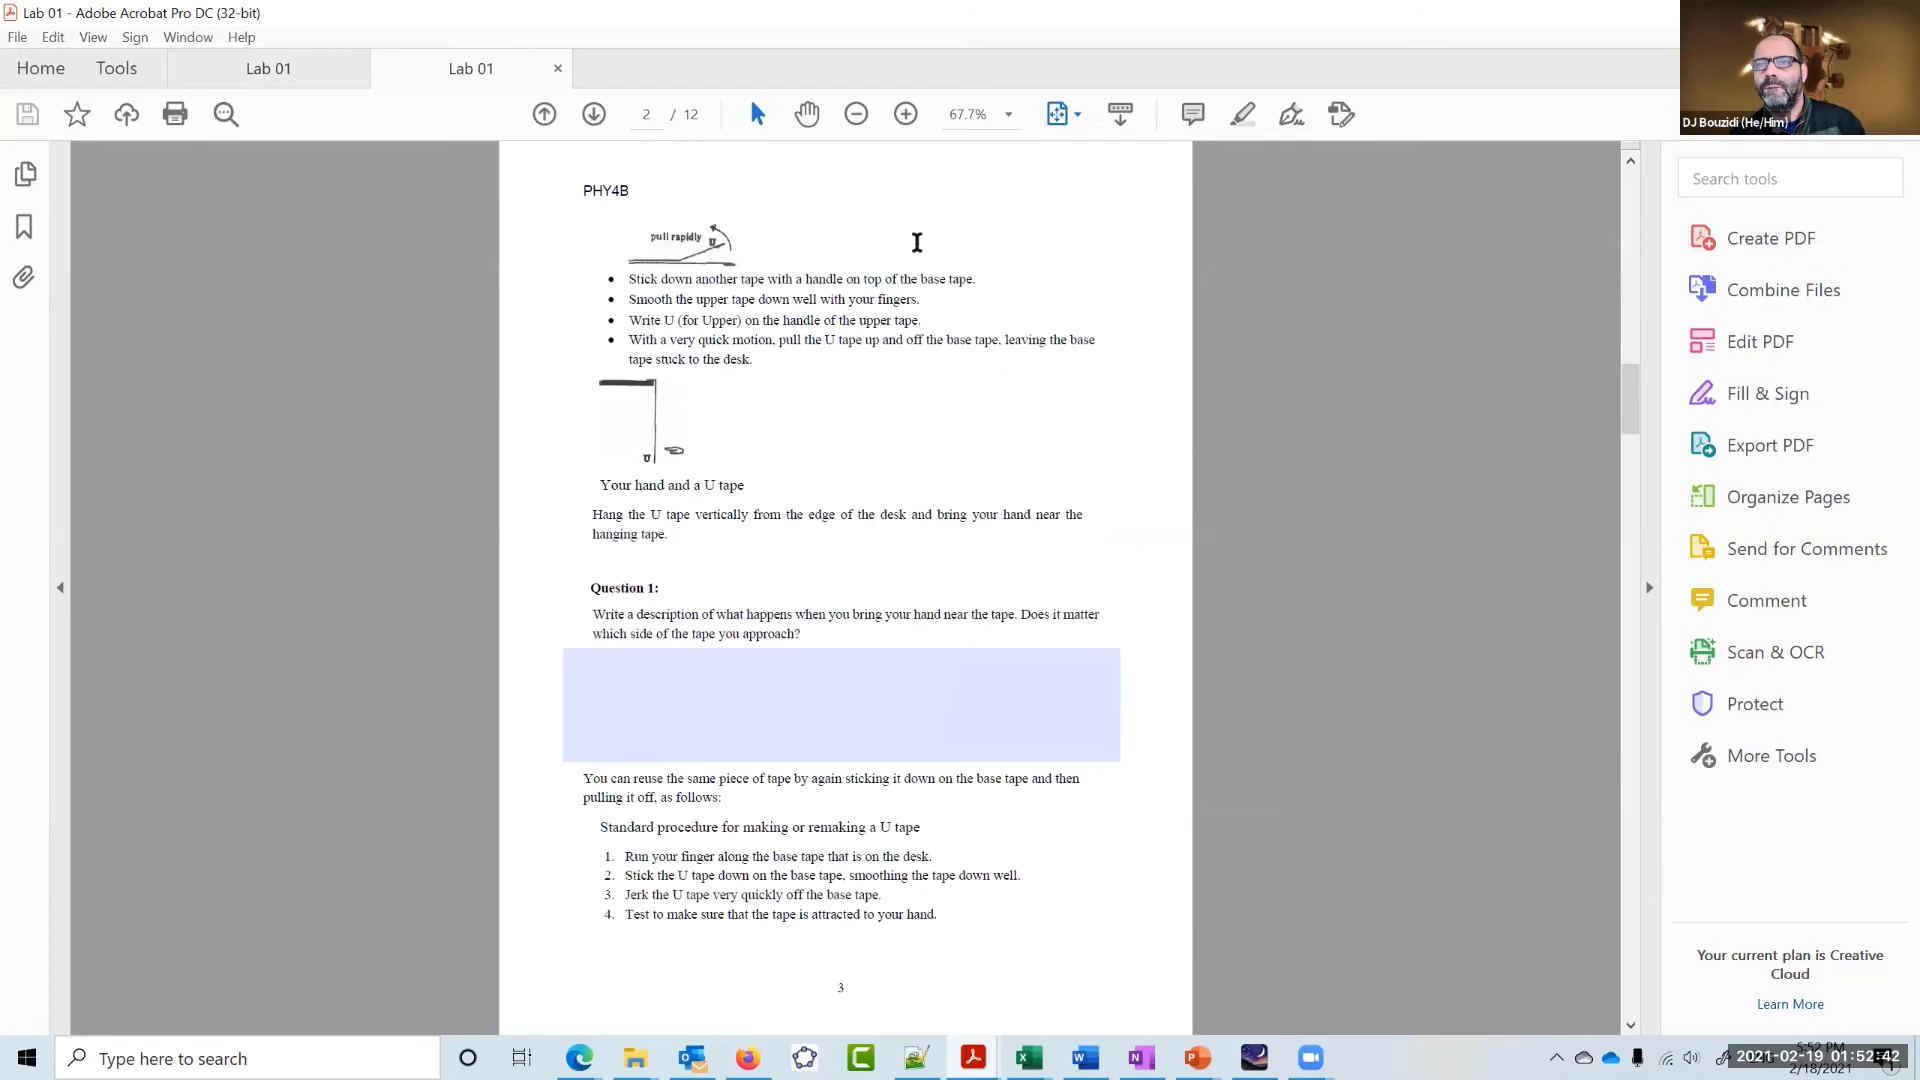 Lab 01 - Adobe Acrobat Pro DC (32-bit)
File Edit View Sign Window Help
Home Tools Lab 01 Lab 01 ×
2 / 12 67.7%
DJ Bouzidi (He/Him)
PHY4B
pull rapidly U
• Stick down another tape with a handle on top of the base tape.
• Smooth the upper tape down well with your fingers.
• Write U (for Upper) on the handle of the upper tape.
• With a very quick motion, pull the U tape up and off the base tape, leaving the base
tape stuck to the desk.
U
Your hand and a U tape
Hang the U tape vertically from the edge of the desk and bring your hand near the
hanging tape.
Question 1:
Write a description of what happens when you bring your hand near the tape. Does it matter
which side of the tape you approach?
You can reuse the same piece of tape by again sticking it down on the base tape and then
pulling it off, as follows:
Standard procedure for making or remaking a U tape
1. Run your finger along the base tape that is on the desk.
2. Stick the U tape down on the base tape, smoothing the tape down well.
3. Jerk the U tape very quickly off the base tape.
4. Test to make sure that the tape is attracted to your hand.
3
Search tools
Create PDF
Combine Files
Edit PDF
Fill & Sign
Export PDF
Organize Pages
Send for Comments
Comment
Scan & OCR
Protect
More Tools
Your current plan is Creative
Cloud
Learn More
Type here to search
5:52 PM
2021-02-19 01:52:42
2/18/2021